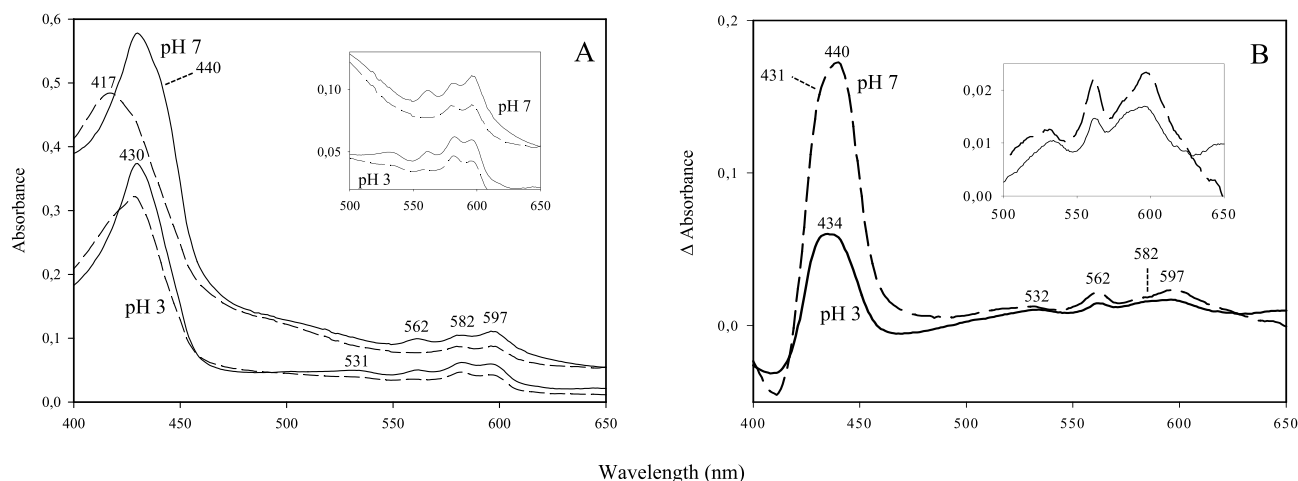 A
0,6
0,5
0,4
0,3
0,2
0,1
0,0
Absorbance
400 450 500 550 600 650
pH 7
440
417
430
pH 3
531
562 582 597
0,10
0,05
pH 7
pH 3
500 550 600 650
B
0,2
0,1
0,0
Δ Absorbance
400 450 500 550 600 650
440
431
pH 7
434
pH 3
532
562
582
597
0,02
0,01
0,00
500 550 600 650
Wavelength (nm)